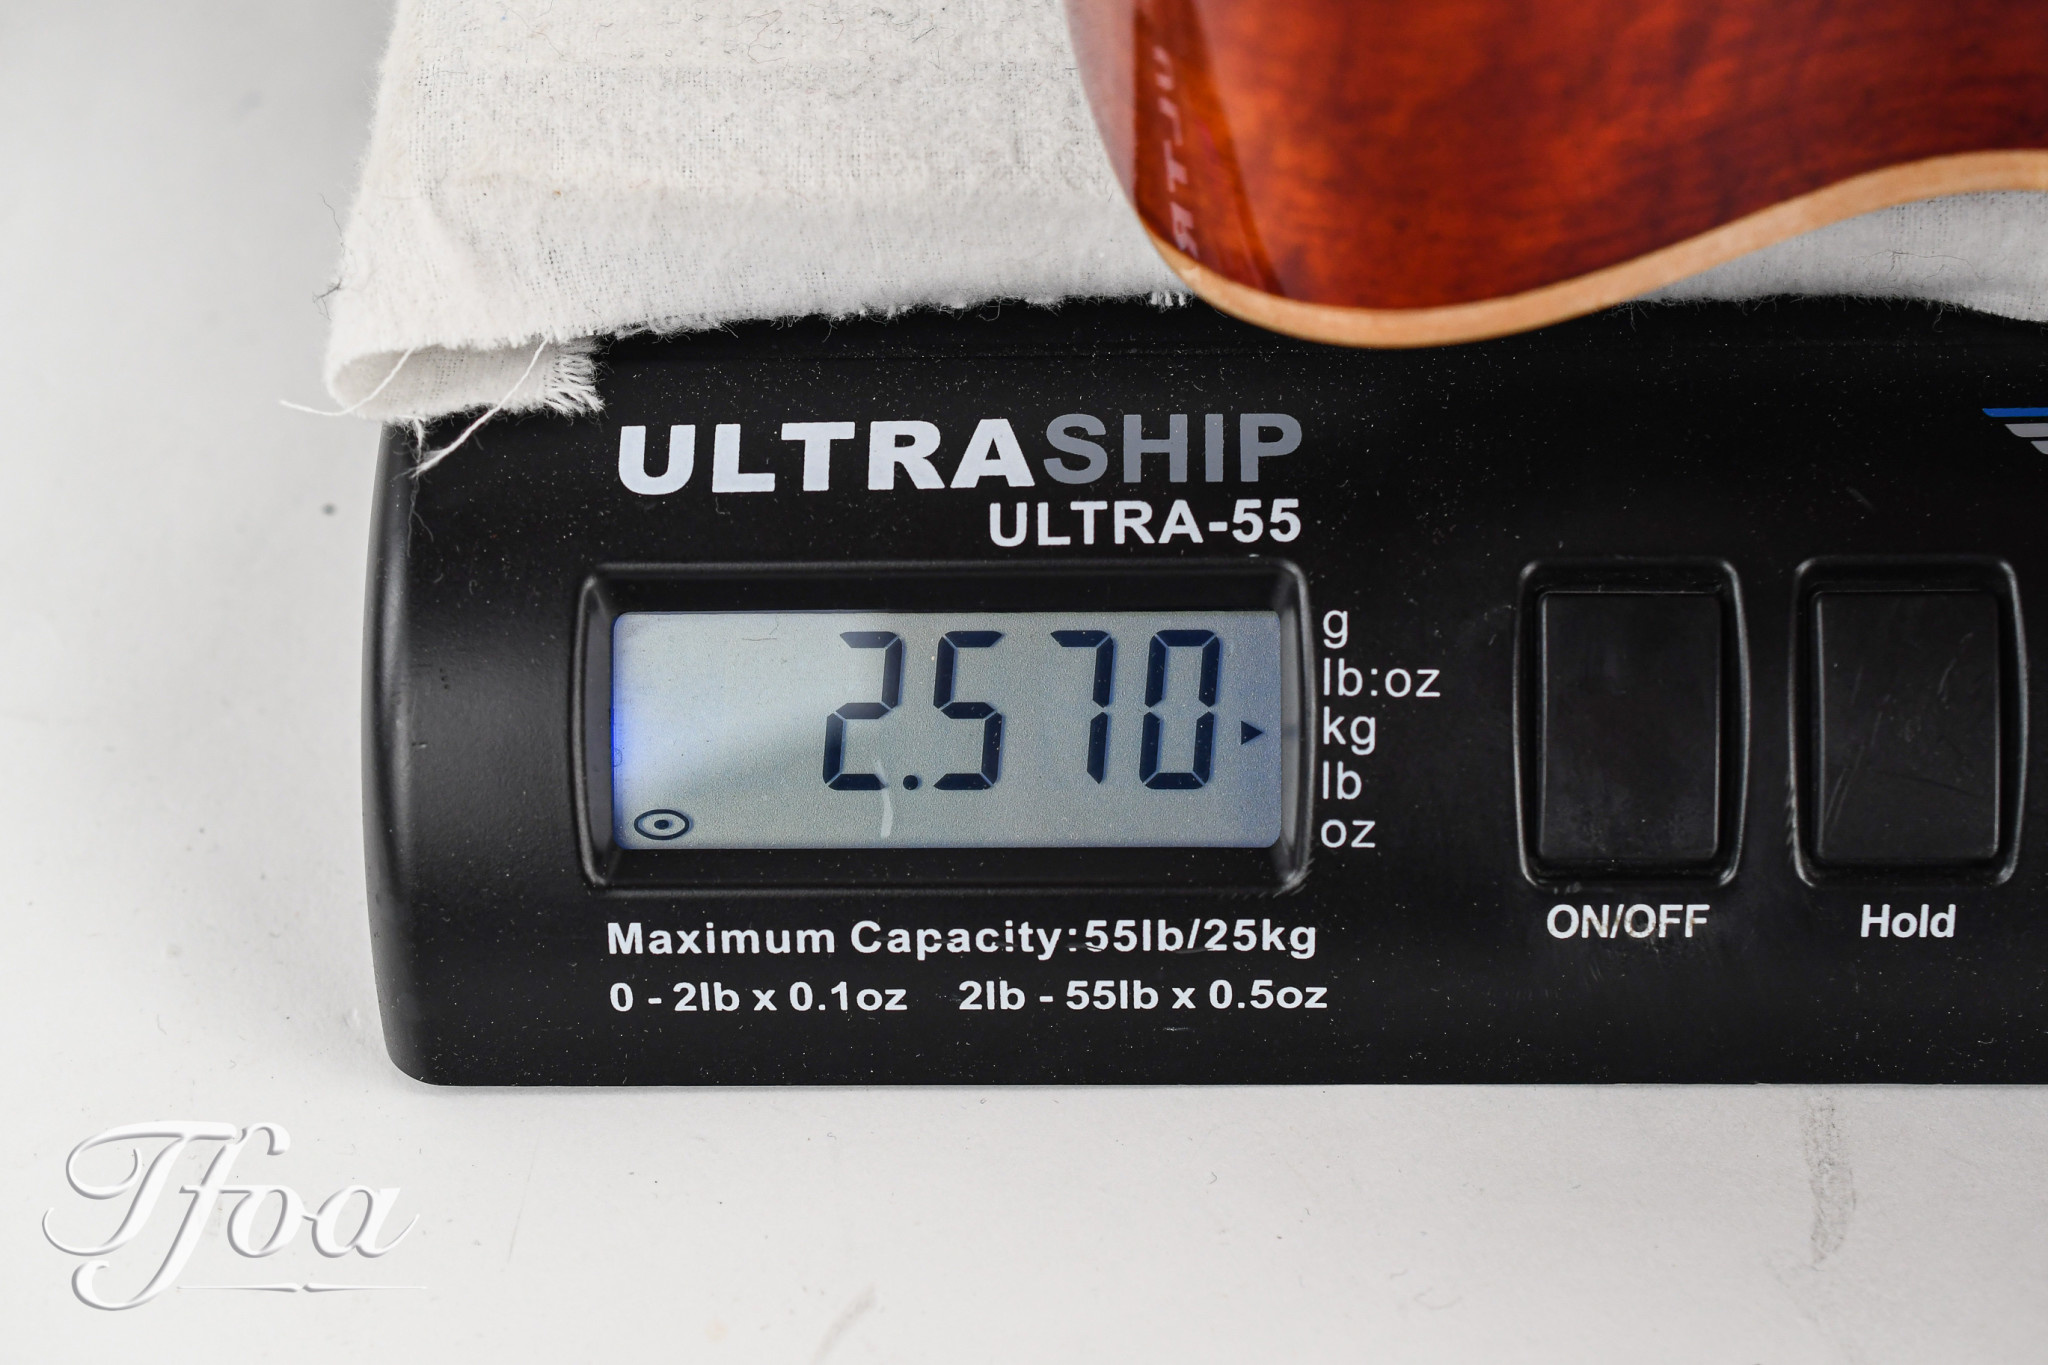 ULTRASHIP
ULTRA-55
2.570
g
lb:oz
kg
lb
oz
ON/OFF
Hold
Maximum Capacity:55lb/25kg
0 - 2lb x 0.1oz 2lb - 55lb x 0.5oz
Tfoa